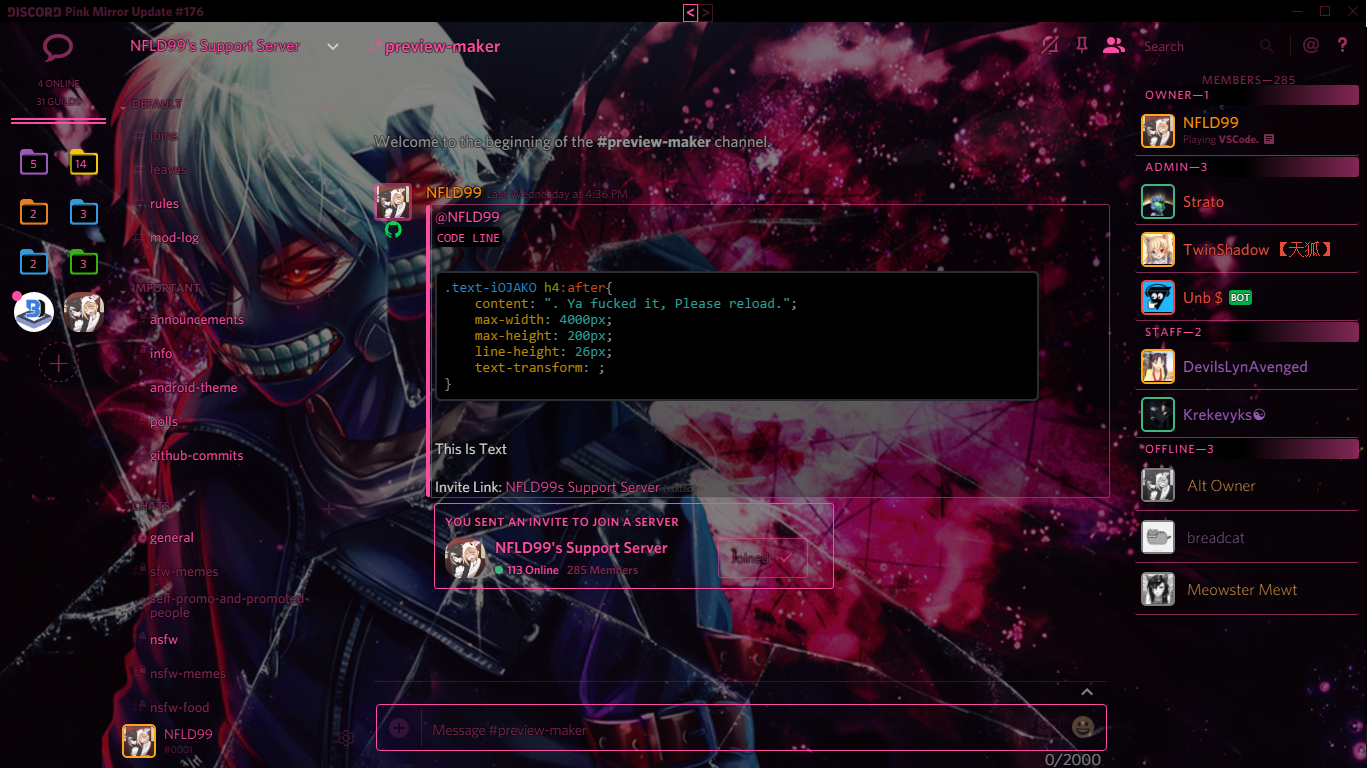 DISCORD Pink Mirror Update #176
< >
NFLD99's Support Server
preview-maker
Search
@ ?
4 ONLINE
31 GUILDS
5
14
2
3
2
3
DEFAULT
joins
leaves
rules
mod-log
IMPORTANT
announcements
info
android-theme
polls
github-commits
CHATS
general
sfw-memes
self-promo-and-promoted-
people
nsfw
nsfw-memes
nsfw-food
NFLD99
#0001
Welcome to the beginning of the #preview-maker channel.
NFLD99 Last Wednesday at 4:36 PM
@NFLD99
CODE LINE
.text-iOJAKO h4:after{
content: ". Ya fucked it, Please reload.";
max-width: 4000px;
max-height: 200px;
line-height: 26px;
text-transform: ;
}
This Is Text
Invite Link: NFLD99s Support Server (edited)
YOU SENT AN INVITE TO JOIN A SERVER
NFLD99's Support Server
113 Online 285 Members
Joined
Message #preview-maker
0/2000
MEMBERS—285
OWNER—1
NFLD99
Playing VSCode.
ADMIN—3
Strato
TwinShadow 【天狐】
Unb $ BOT
STAFF—2
DevilsLynAvenged
Krekevyks☯
OFFLINE—3
Alt Owner
breadcat
Meowster Mewt